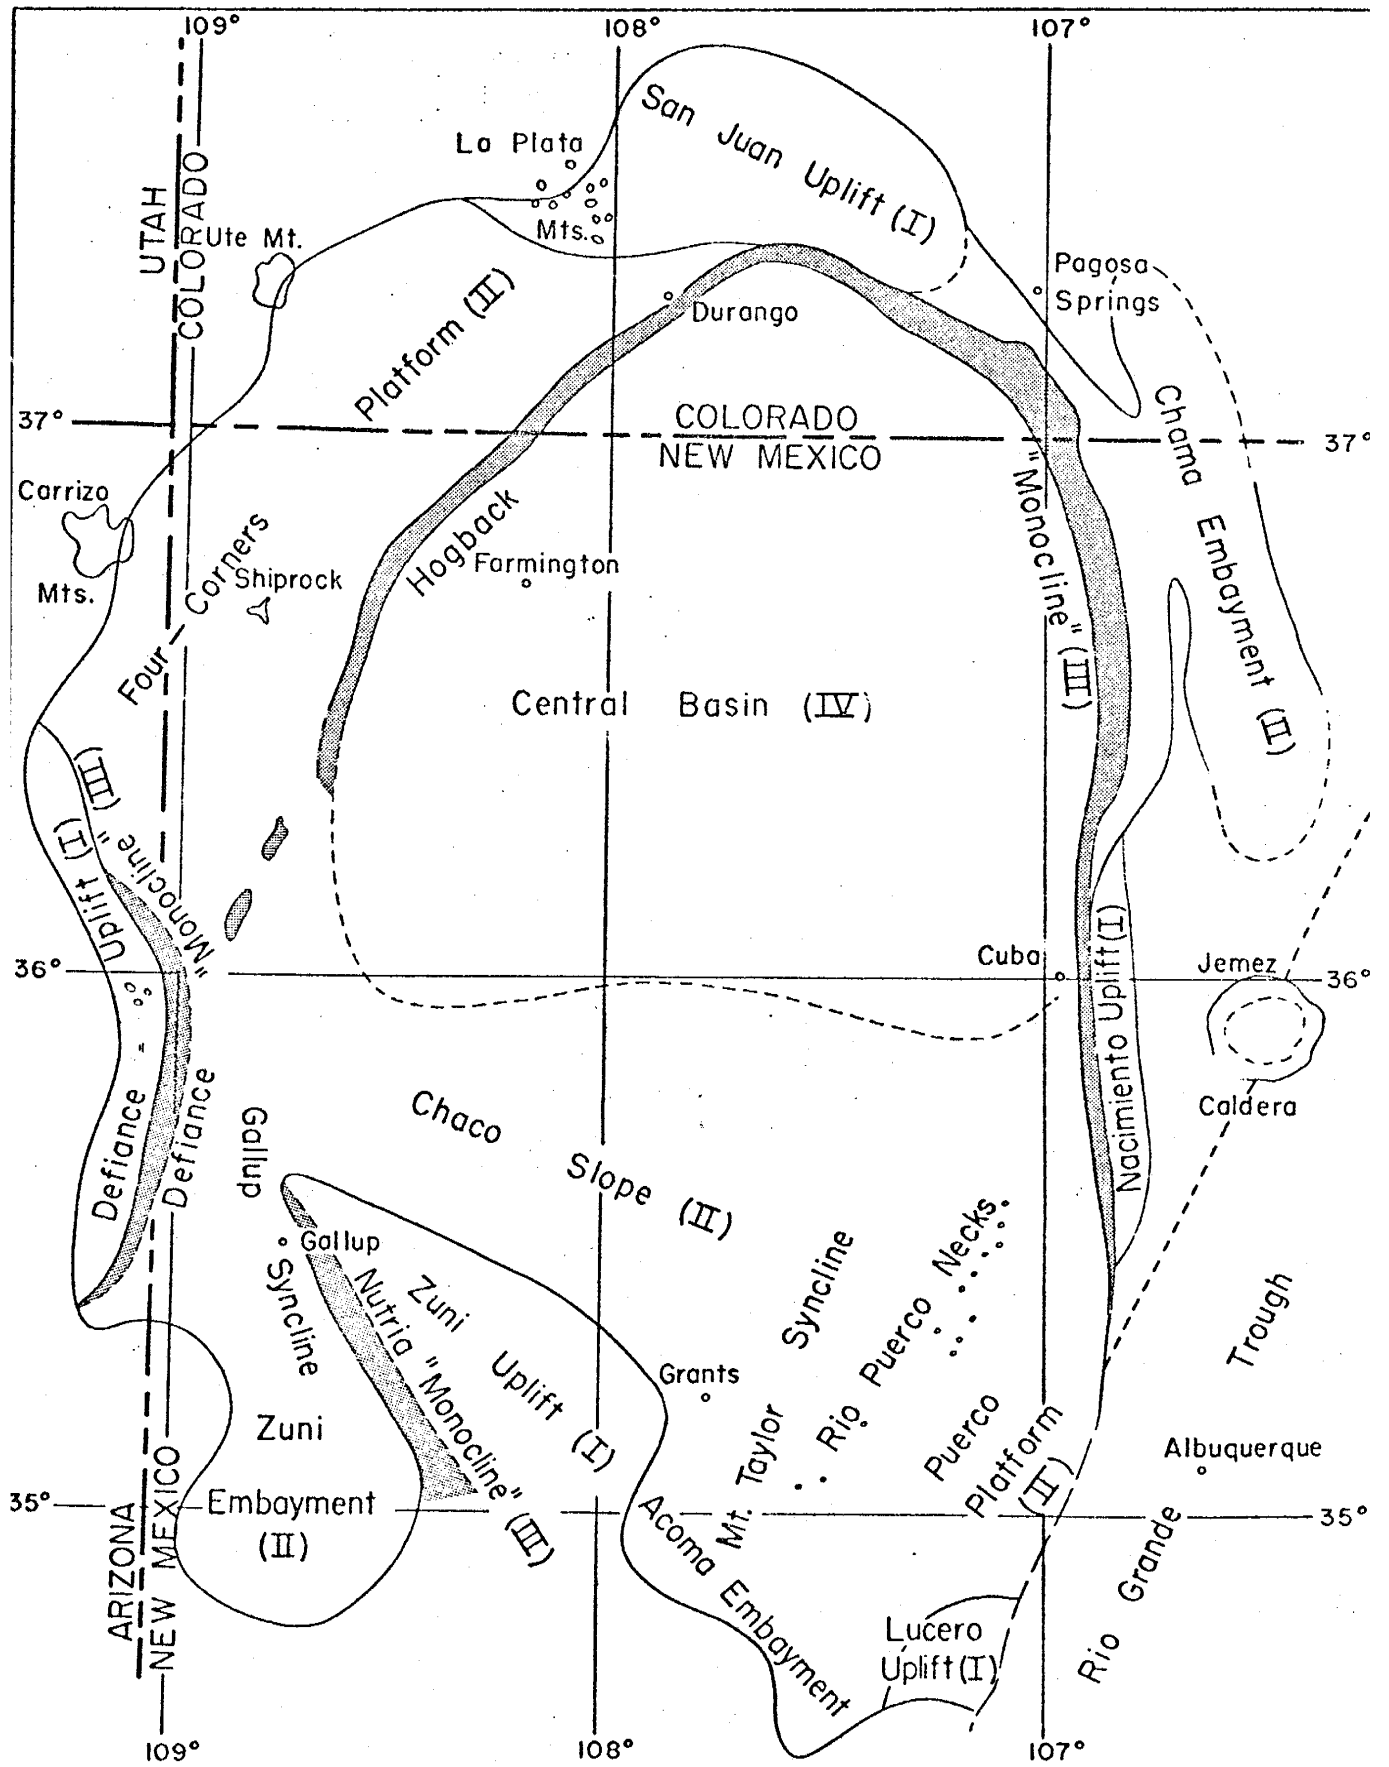 109°
108°
107°
San Juan Uplift (I)
La Plata
Mts.
UTAH
COLORADO
Ute Mt.
Pagosa
Springs
Durango
Platform (II)
37°
COLORADO
NEW MEXICO
37°
Chama Embayment (II)
Carrizo
Mts.
Four Corners
Shiprock
Hogback
Farmington
"Monocline" (III)
Central Basin (IV)
"Monocline" (III)
Defiance
Defiance Uplift (I)
36°
Cuba
Nacimiento Uplift (I)
Jemez
Caldera
36°
Chaco
Slope (II)
Gallup
Syncline
Gallup
Zuni
Uplift (I)
Nutria "Monocline" (III)
Grants
Mt. Taylor Syncline
Rio Puerco Necks
Puerco
Platform
(II)
Trough
Rio Grande
Albuquerque
Zuni
Embayment
(II)
35°
35°
ARIZONA
NEW MEXICO
Acoma Embayment
Lucero
Uplift (I)
109°
108°
107°